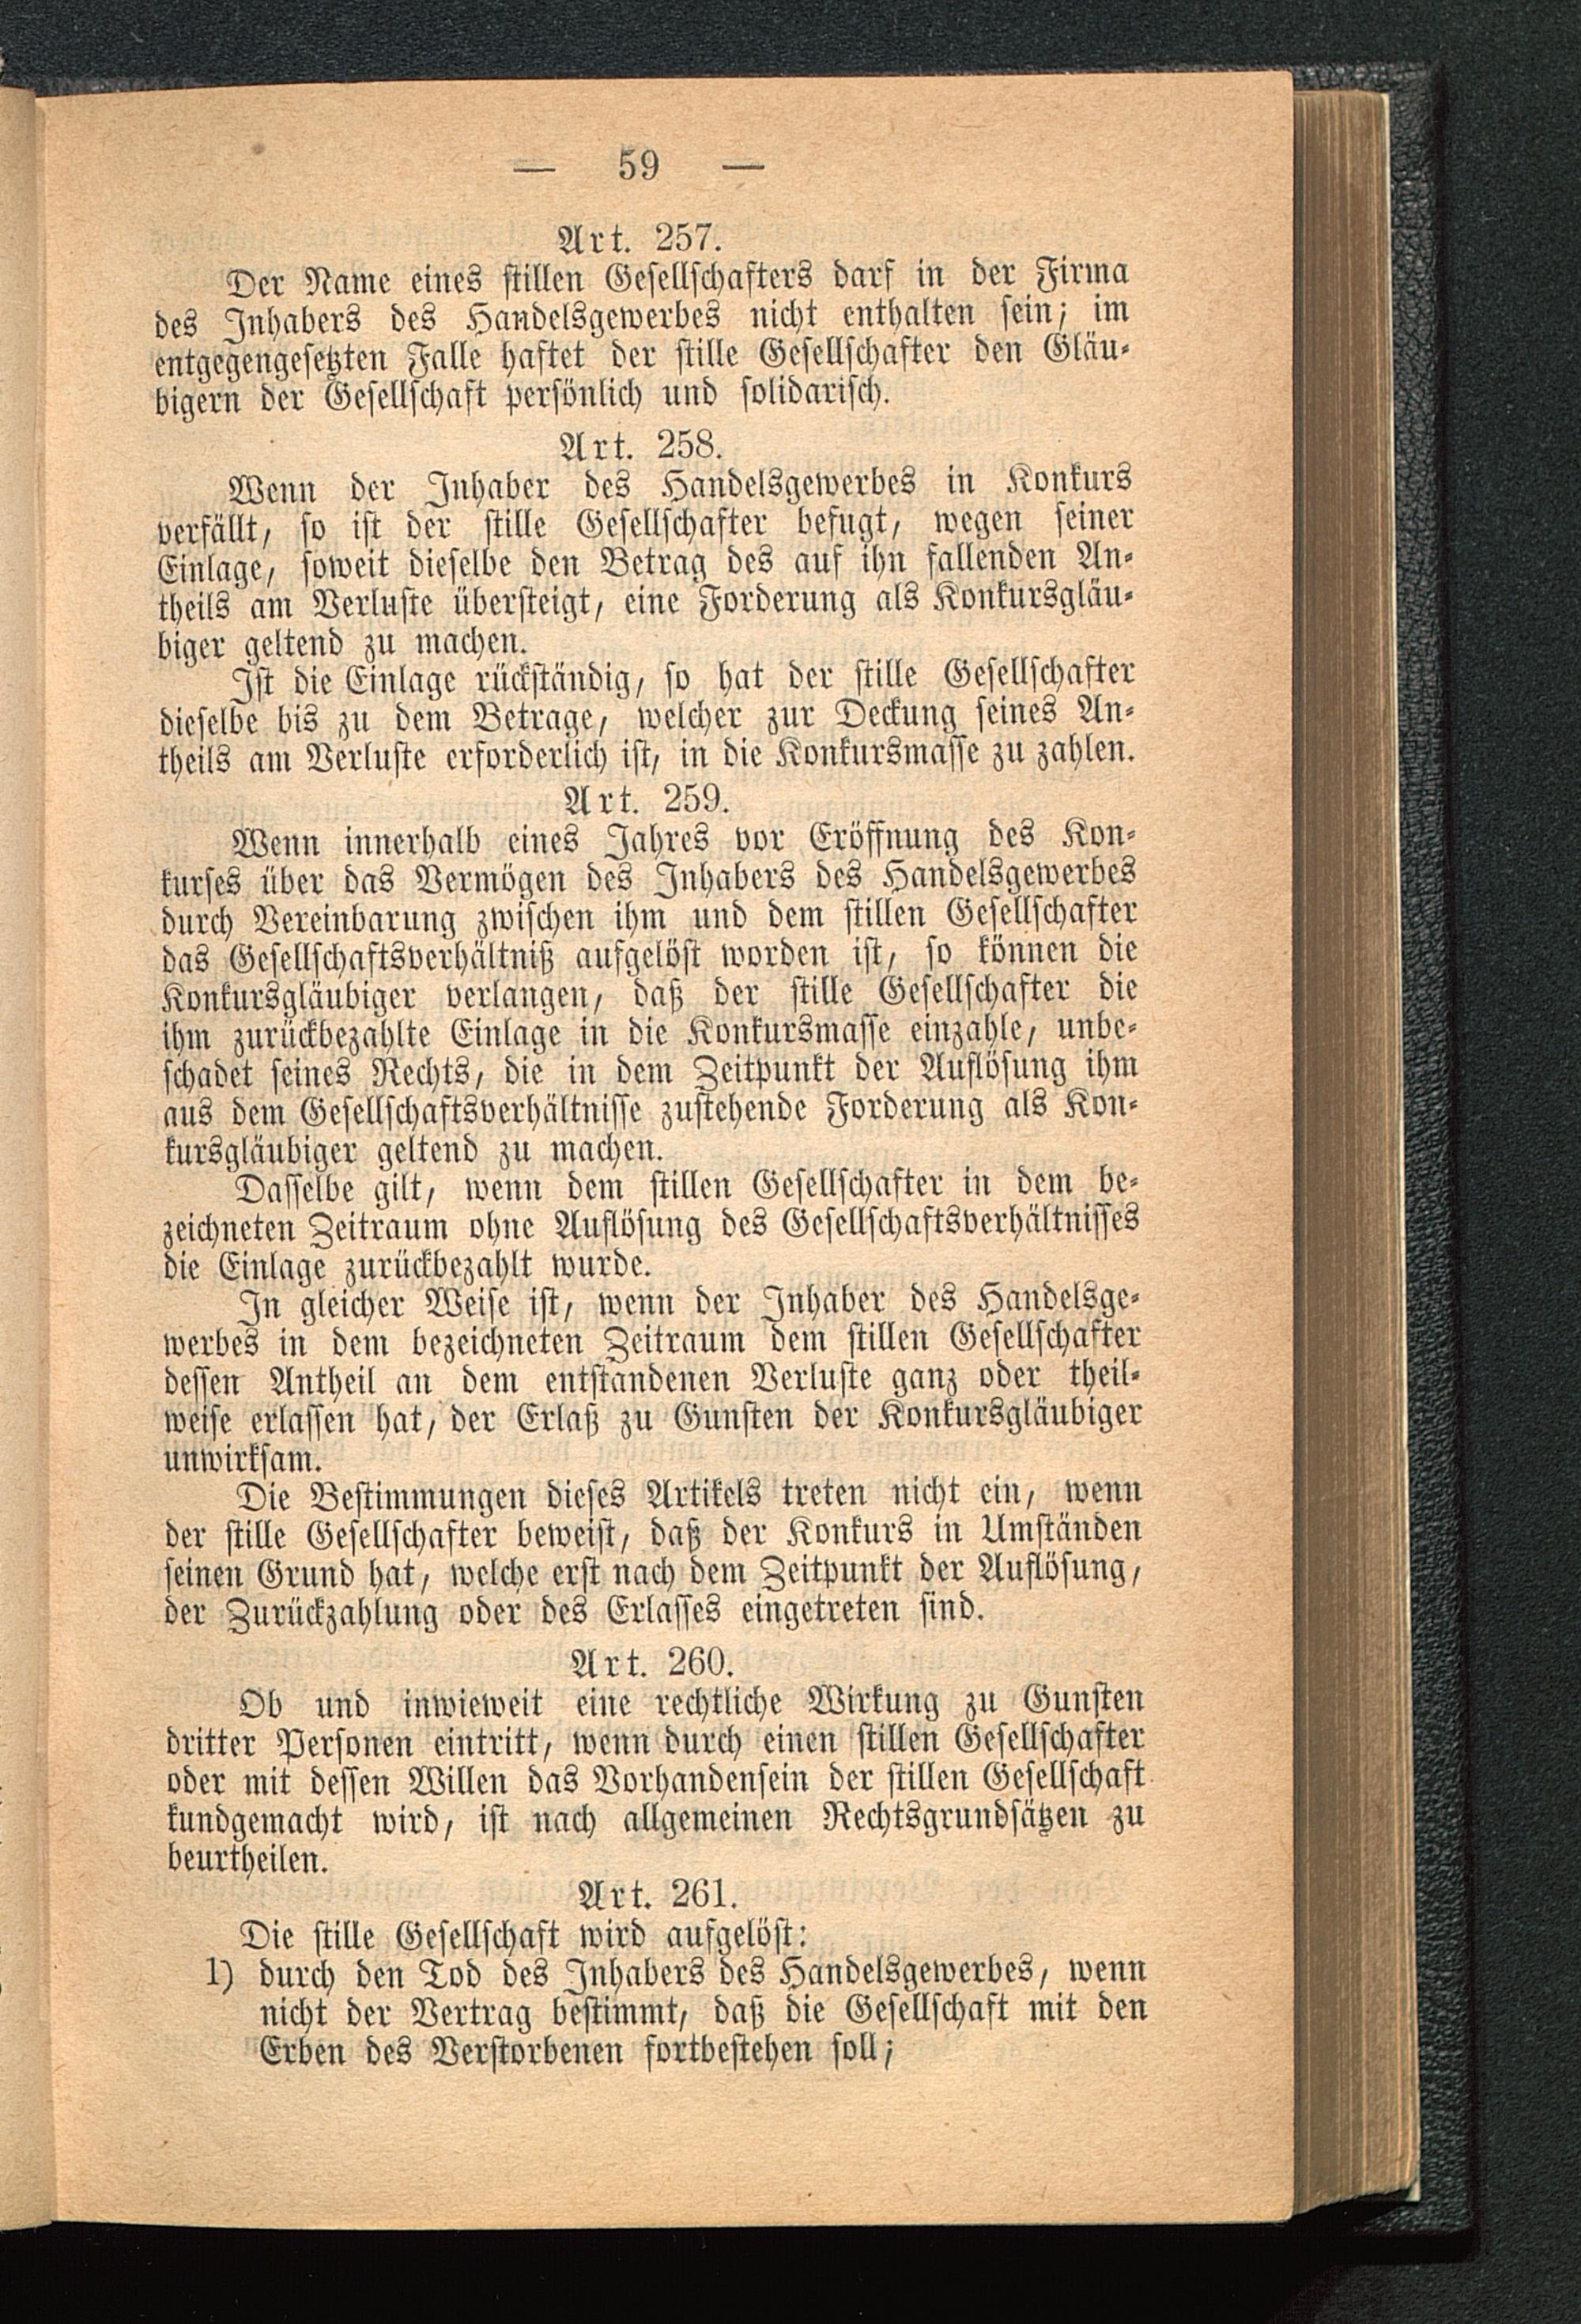 — 59 —
Art. 257.
Der Name eines stillen Gesellschafters darf in der Firma
des Inhabers des Handelsgewerbes nicht enthalten sein; im
entgegengesetzten Falle haftet der stille Gesellschafter den Gläu-
bigern der Gesellschaft persönlich und solidarisch.
Art. 258.
Wenn der Inhaber des Handelsgewerbes in Konkurs
verfällt, so ist der stille Gesellschafter befugt, wegen seiner
Einlage, soweit dieselbe den Betrag des auf ihn fallenden An-
theils am Verluste übersteigt, eine Forderung als Konkursgläu-
biger geltend zu machen.
Ist die Einlage rückständig, so hat der stille Gesellschafter
dieselbe bis zu dem Betrage, welcher zur Deckung seines An-
theils am Verluste erforderlich ist, in die Konkursmasse zu zahlen.
Art. 259.
Wenn innerhalb eines Jahres vor Eröffnung des Kon-
kurses über das Vermögen des Inhabers des Handelsgewerbes
durch Vereinbarung zwischen ihm und dem stillen Gesellschafter
das Gesellschaftsverhältniß aufgelöst worden ist, so können die
Konkursgläubiger verlangen, daß der stille Gesellschafter die
ihm zurückbezahlte Einlage in die Konkursmasse einzahle, unbe-
schadet seines Rechts, die in dem Zeitpunkt der Auflösung ihm
aus dem Gesellschaftsverhältnisse zustehende Forderung als Kon-
kursgläubiger geltend zu machen.
Dasselbe gilt, wenn dem stillen Gesellschafter in dem be-
zeichneten Zeitraum ohne Auflösung des Gesellschaftsverhältnisses
die Einlage zurückbezahlt wurde.
In gleicher Weise ist, wenn der Inhaber des Handelsge-
werbes in dem bezeichneten Zeitraum dem stillen Gesellschafter
dessen Antheil an dem entstandenen Verluste ganz oder theil-
weise erlassen hat, der Erlaß zu Gunsten der Konkursgläubiger
unwirksam.
Die Bestimmungen dieses Artikels treten nicht ein, wenn
der stille Gesellschafter beweist, daß der Konkurs in Umständen
seinen Grund hat, welche erst nach dem Zeitpunkt der Auflösung,
der Zurückzahlung oder des Erlasses eingetreten sind.
Art. 260.
Ob und inwieweit eine rechtliche Wirkung zu Gunsten
dritter Personen eintritt, wenn durch einen stillen Gesellschafter
oder mit dessen Willen das Vorhandensein der stillen Gesellschaft
kundgemacht wird, ist nach allgemeinen Rechtsgrundsätzen zu
beurtheilen.
Art. 261.
Die stille Gesellschaft wird aufgelöst:
1) durch den Tod des Inhabers des Handelsgewerbes, wenn
nicht der Vertrag bestimmt, daß die Gesellschaft mit den
Erben des Verstorbenen fortbestehen soll;